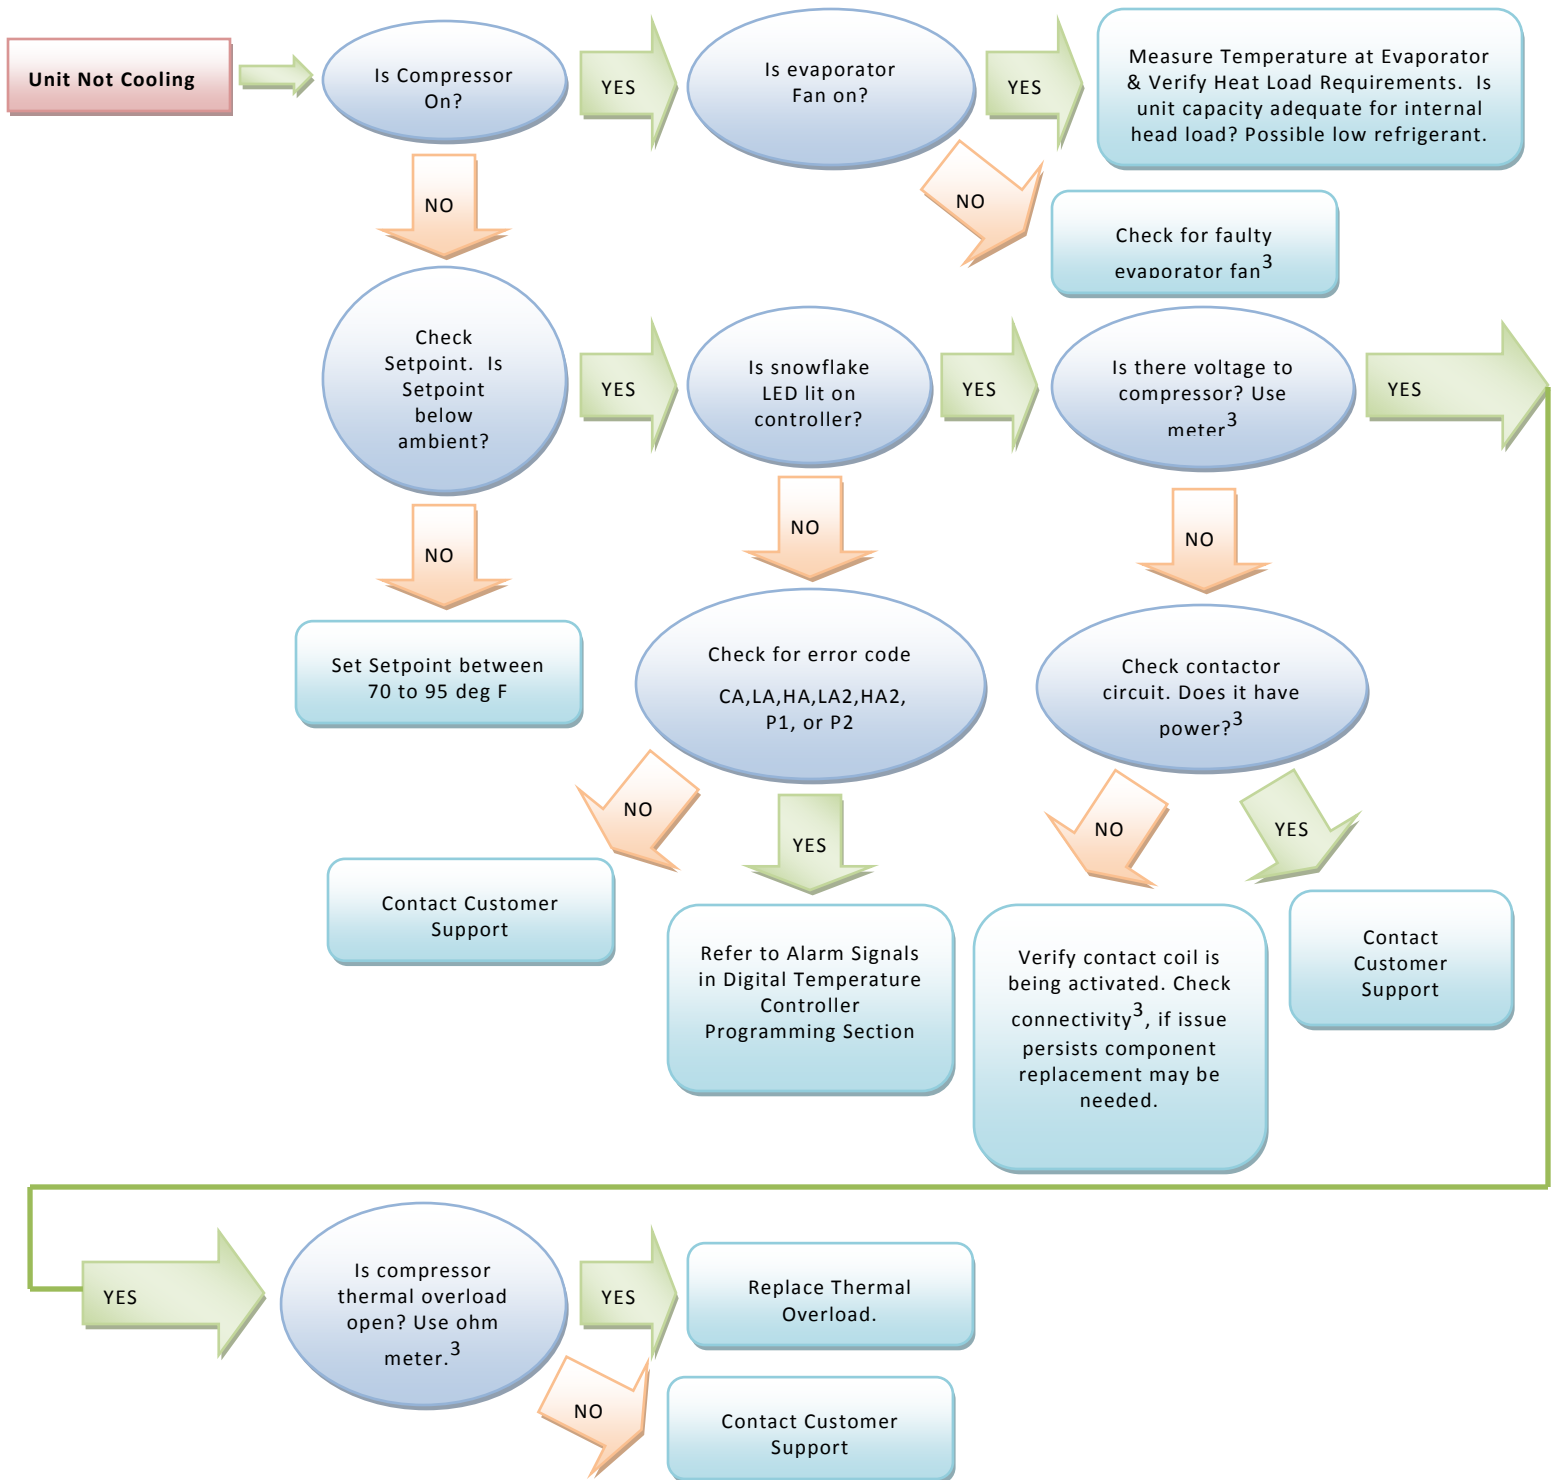 Unit Not Cooling
Is Compressor
On?
YES
Is evaporator
Fan on?
YES
Measure Temperature at Evaporator
& Verify Heat Load Requirements.  Is
unit capacity adequate for internal
head load? Possible low refrigerant.
NO
NO
Check for faulty
evaporator fan3
Check
Setpoint.  Is
Setpoint
below
ambient?
YES
Is snowflake
LED lit on
controller?
YES
Is there voltage to
compressor? Use
meter3
YES
NO
NO
NO
Set Setpoint between
70 to 95 deg F
Check for error code
CA,LA,HA,LA2,HA2,
P1, or P2
Check contactor
circuit. Does it have
power?3
NO
YES
NO
YES
Contact Customer
Support
Refer to Alarm Signals
in Digital Temperature
Controller
Programming Section
Verify contact coil is
being activated. Check
connectivity3, if issue
persists component
replacement may be
needed.
Contact
Customer
Support
YES
Is compressor
thermal overload
open? Use ohm
meter.3
YES
Replace Thermal
Overload.
NO
Contact Customer
Support